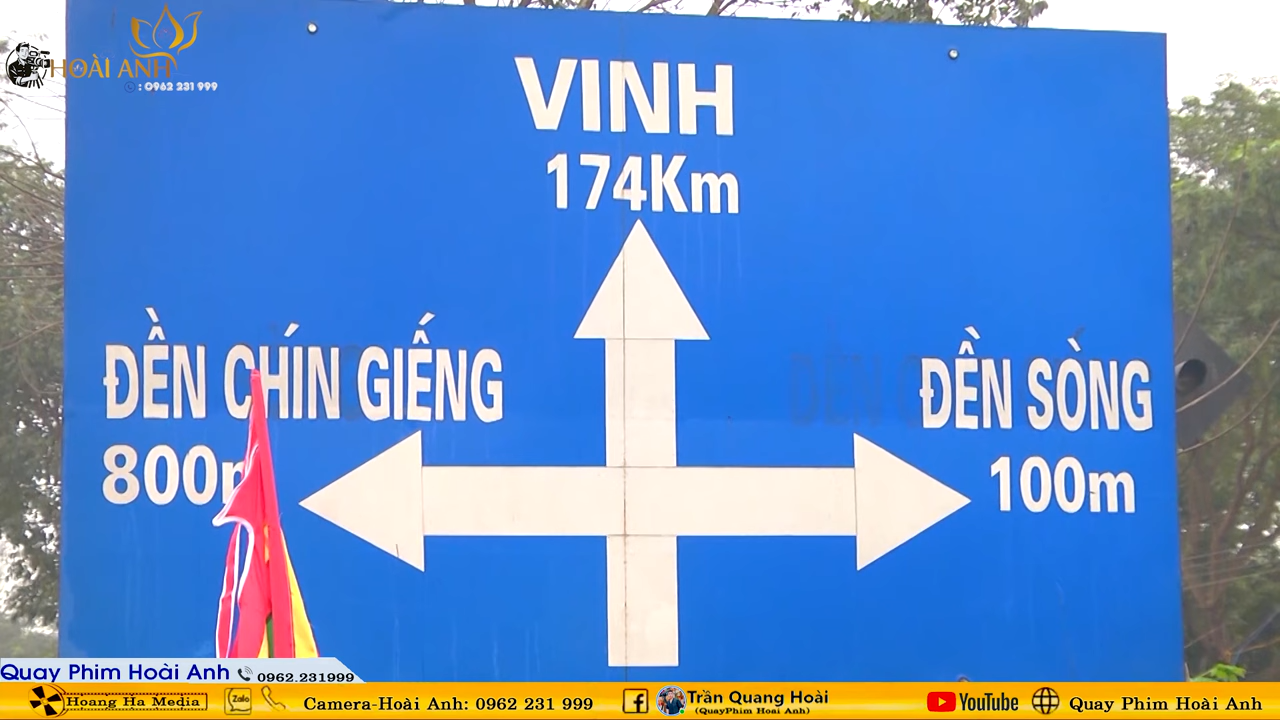 HOÀI ANH
: 0962 231 999
VINH
174Km
ĐỀN CHÍN GIẾNG
800m
ĐỀN SÒNG
100m
Quay Phim Hoài Anh 0962.231999
Hoang Ha Media
Zalo
Camera-Hoài Anh: 0962 231 999
Trần Quang Hoài
(QuayPhim Hoài Anh)
YouTube
Quay Phim Hoài Anh